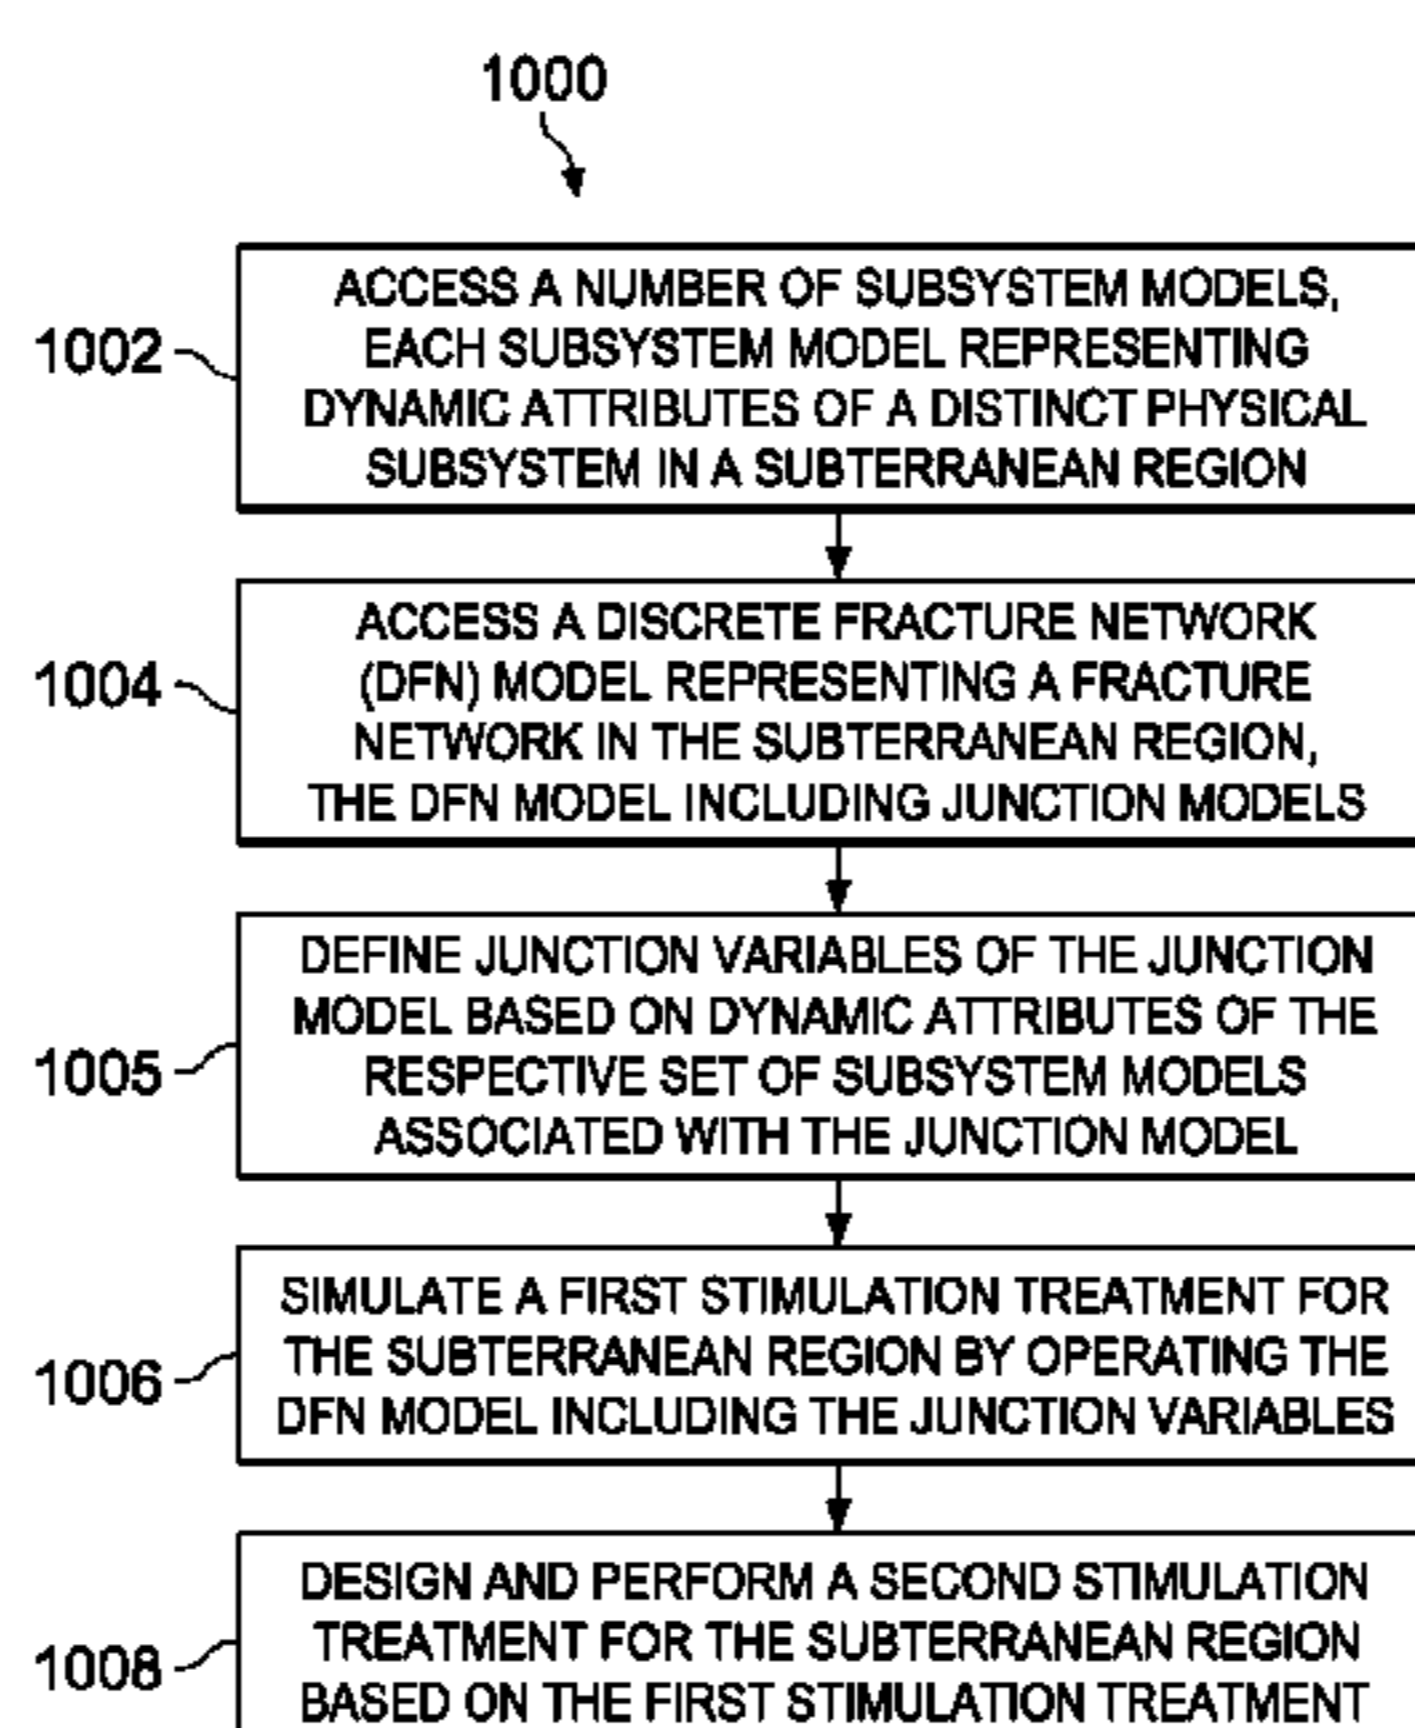 1000
1002
ACCESS A NUMBER OF SUBSYSTEM MODELS,
EACH SUBSYSTEM MODEL REPRESENTING
DYNAMIC ATTRIBUTES OF A DISTINCT PHYSICAL
SUBSYSTEM IN A SUBTERRANEAN REGION
1004
ACCESS A DISCRETE FRACTURE NETWORK
(DFN) MODEL REPRESENTING A FRACTURE
NETWORK IN THE SUBTERRANEAN REGION,
THE DFN MODEL INCLUDING JUNCTION MODELS
1005
DEFINE JUNCTION VARIABLES OF THE JUNCTION
MODEL BASED ON DYNAMIC ATTRIBUTES OF THE
RESPECTIVE SET OF SUBSYSTEM MODELS
ASSOCIATED WITH THE JUNCTION MODEL
1006
SIMULATE A FIRST STIMULATION TREATMENT FOR
THE SUBTERRANEAN REGION BY OPERATING THE
DFN MODEL INCLUDING THE JUNCTION VARIABLES
1008
DESIGN AND PERFORM A SECOND STIMULATION
TREATMENT FOR THE SUBTERRANEAN REGION
BASED ON THE FIRST STIMULATION TREATMENT